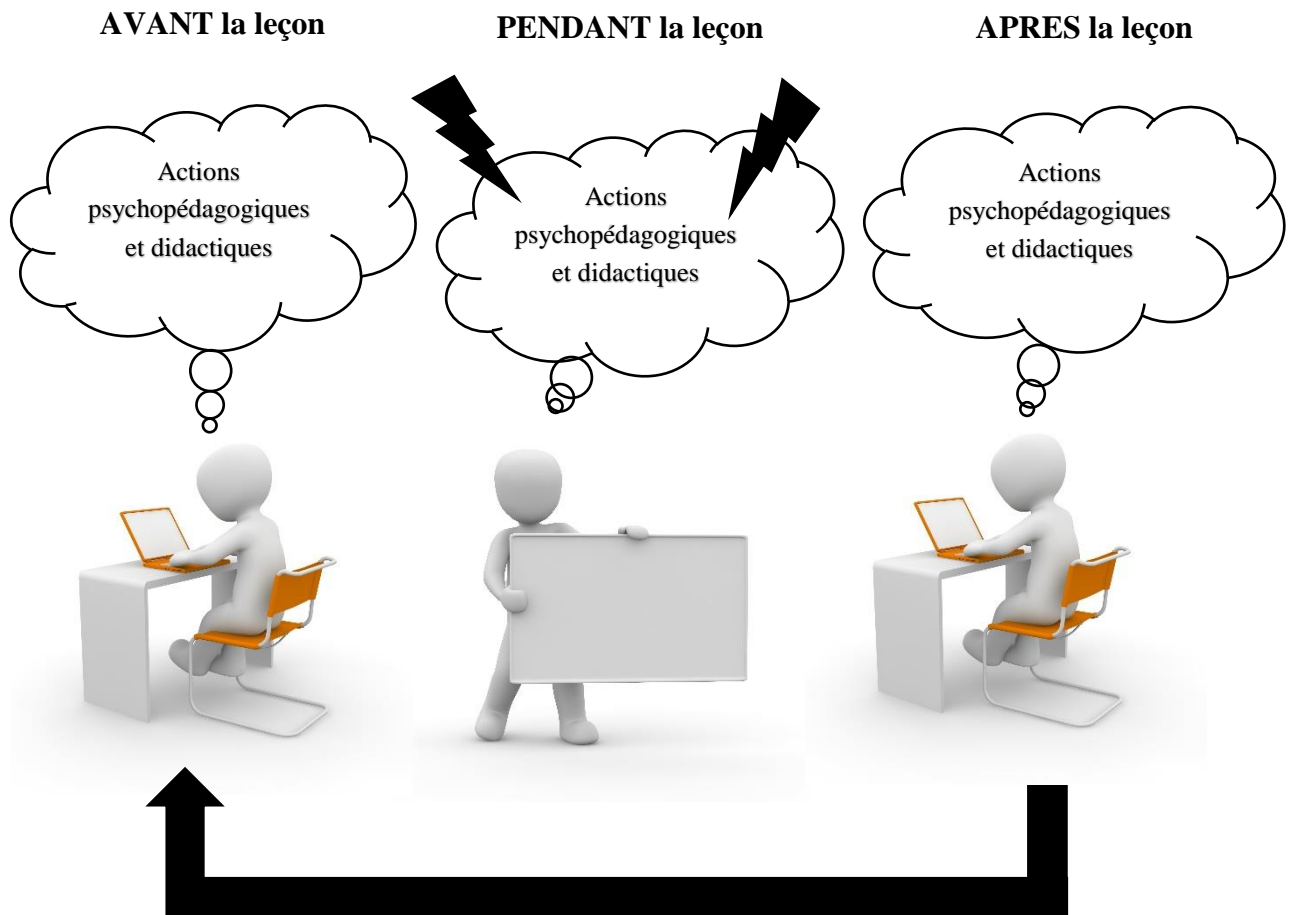 AVANT la leçon
PENDANT la leçon
APRES la leçon
Actions
psychopédagogiques
et didactiques
Actions
psychopédagogiques
et didactiques
Actions
psychopédagogiques
et didactiques